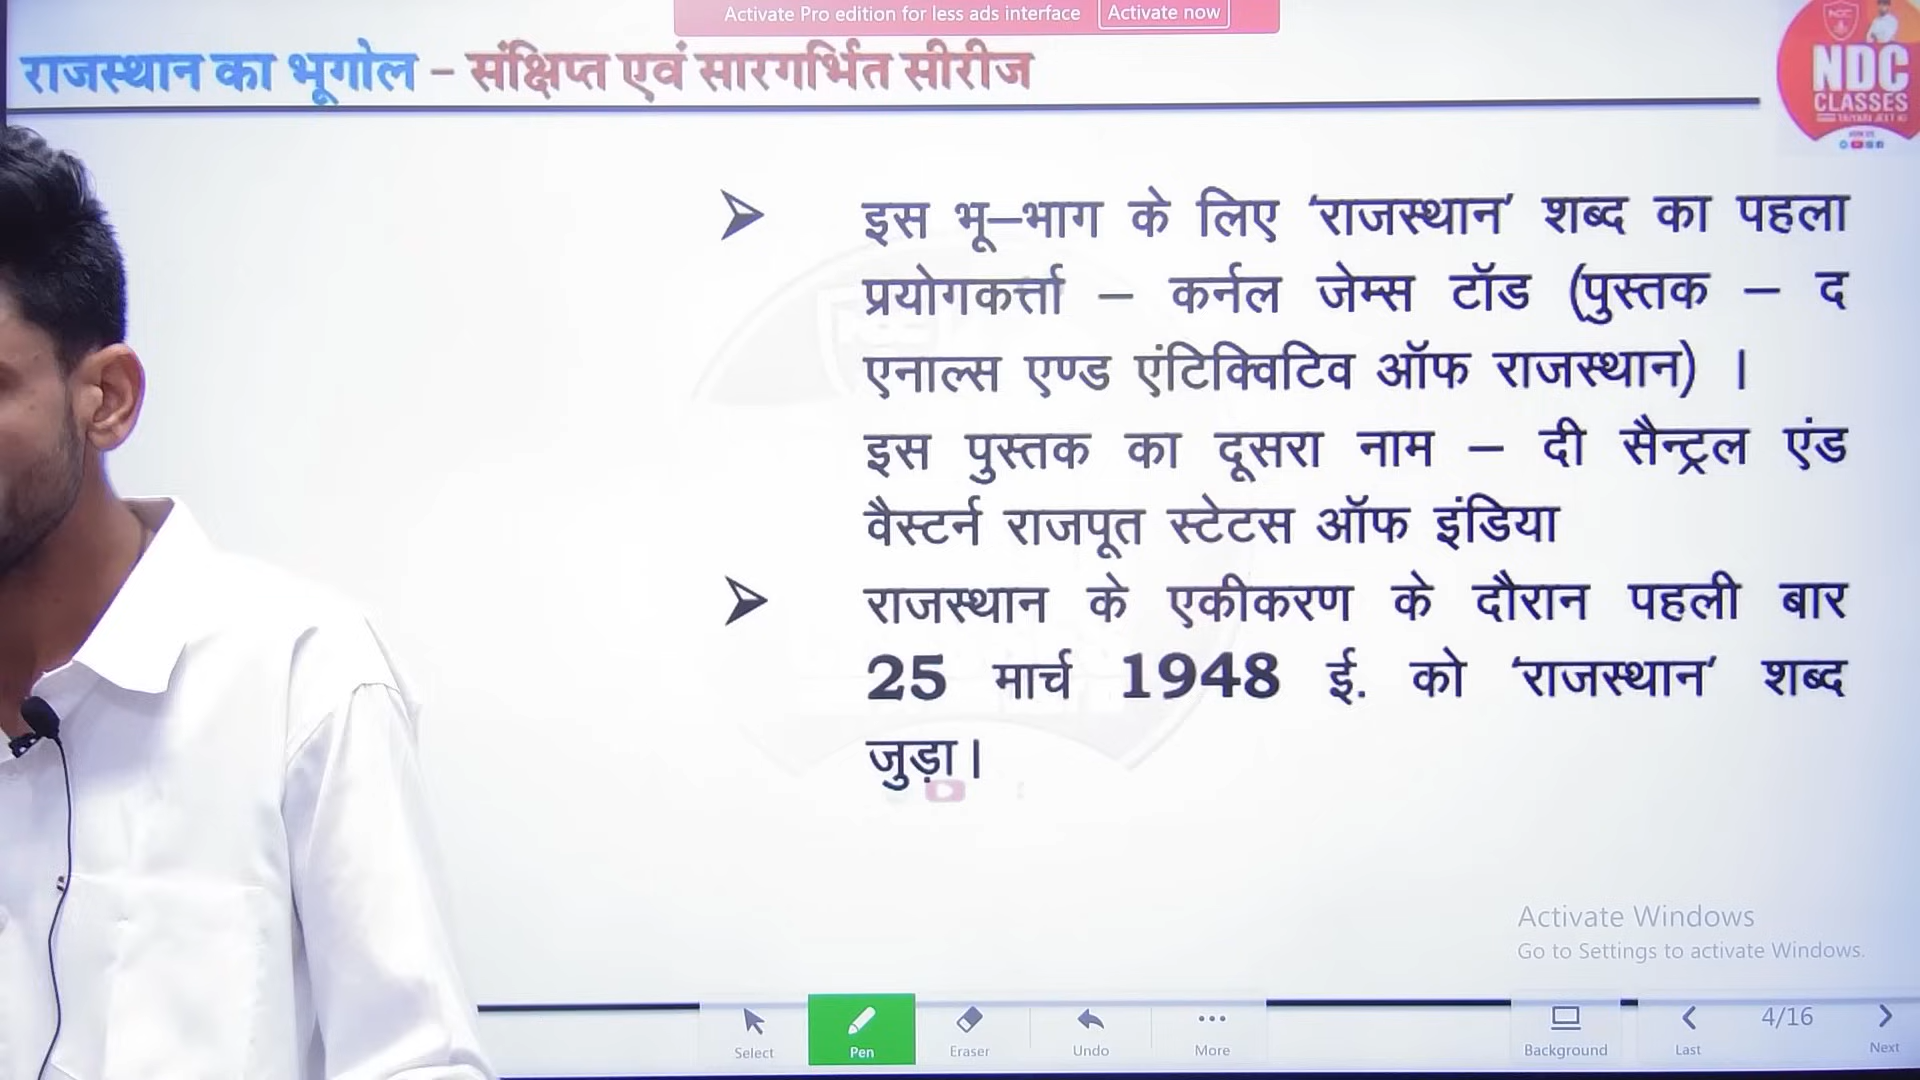 Activate Pro edition for less ads interface Activate now
राजस्थान का भूगोल – संक्षिप्त एवं सारगर्भित सीरीज
NDC
CLASSES
इस भू–भाग के लिए ‘राजस्थान’ शब्द का पहला
प्रयोगकर्त्ता – कर्नल जेम्स टॉड (पुस्तक – द
एनाल्स एण्ड एंटिक्विटिव ऑफ राजस्थान) ।
इस पुस्तक का दूसरा नाम – दी सैन्ट्रल एंड
वैस्टर्न राजपूत स्टेटस ऑफ इंडिया
राजस्थान के एकीकरण के दौरान पहली बार
25 मार्च 1948 ई. को ‘राजस्थान’ शब्द
जुड़ा।
Activate Windows
Go to Settings to activate Windows.
Select Pen Eraser Undo More Background Last 4/16 Next